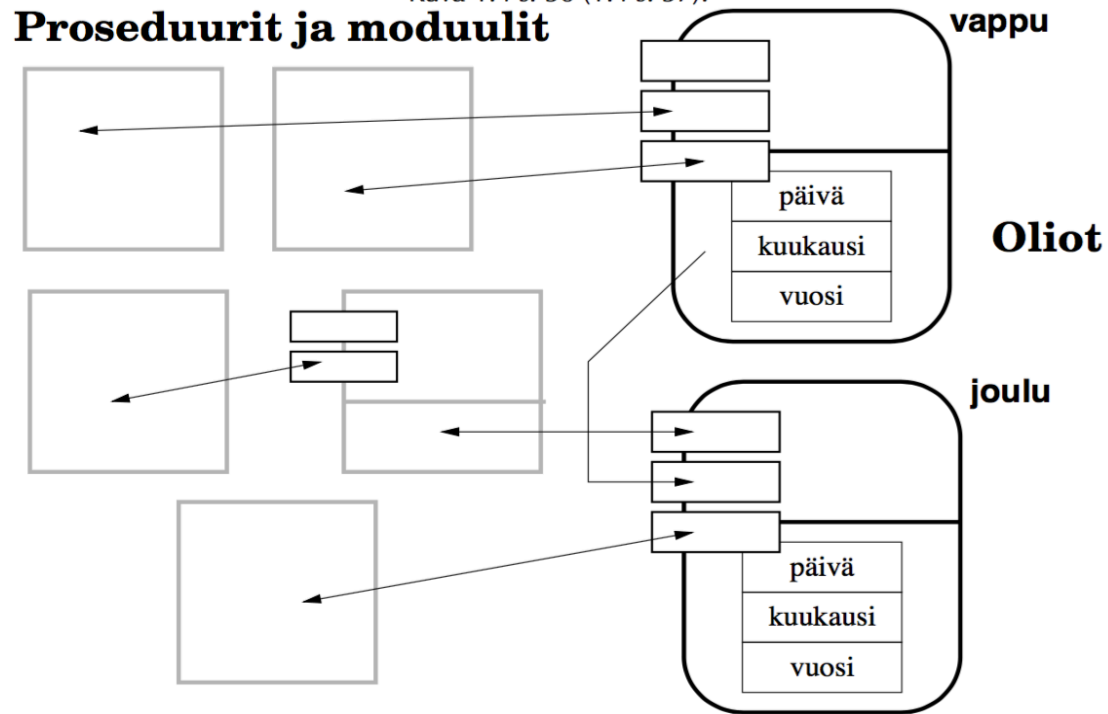 Proseduurit ja moduulit
vappu
päivä
kuukausi
vuosi
Oliot
joulu
päivä
kuukausi
vuosi